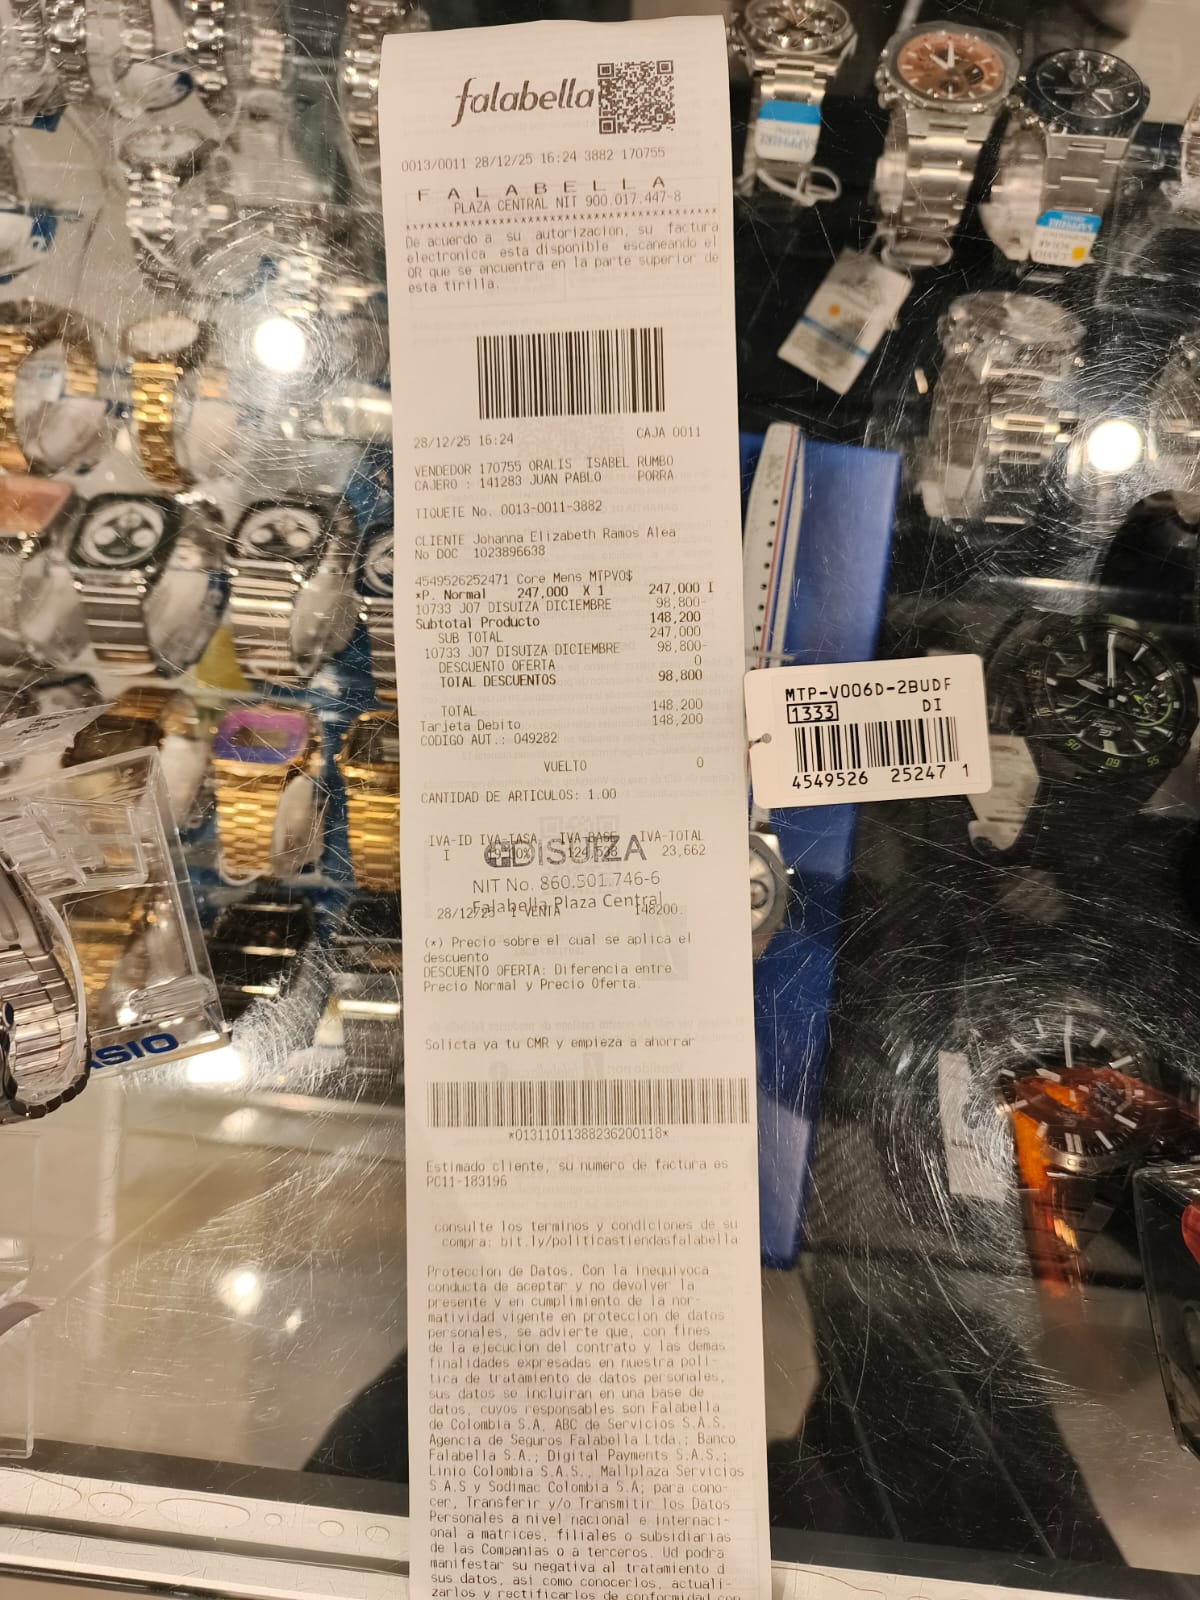 falabella
0013/0011 28/12/25 16:24 3882 170755
F A L A B E L L A
PLAZA CENTRAL NIT 900.017.447-8
De acuerdo a su autorizacion, su factura
electronica esta disponible escaneando el
QR que se encuentra en la parte superior de
esta tirilla.
28/12/25 16:24 CAJA 0011
VENDEDOR 170755 ORALIS ISABEL RUMBO
CAJERO : 141283 JUAN PABLO PORRA
TIQUETE No. 0013-0011-3882
CLIENTE Johanna Elizabeth Ramos Alea
No DOC 1023896638
4549526252471 Core Mens MTPV0$
*P. Normal 247,000 X 1 247,000 I
10733 J07 DISUIZA DICIEMBRE 98,800-
Subtotal Producto 148,200
SUB TOTAL 247,000
10733 J07 DISUIZA DICIEMBRE 98,800-
DESCUENTO OFERTA 0
TOTAL DESCUENTOS 98,800
TOTAL 148,200
Tarjeta Debito 148,200
CODIGO AUT.: 049282
VUELTO 0
CANTIDAD DE ARTICULOS: 1.00
IVA-ID IVA-TASA IVA-BASE IVA-TOTAL
I 23,662
DISUIZA
NIT No. 860.501.746-6
Falabella Plaza Central
1 VENTA 148200.
(*) Precio sobre el cual se aplica el
descuento
DESCUENTO OFERTA: Diferencia entre
Precio Normal y Precio Oferta.
Solicta ya tu CMR y empieza a ahorrar
*01311011388236200118*
Estimado cliente, su numero de factura es
PC11-183196
consulte los terminos y condiciones de su
compra: bit.ly/politicastiendasfalabella
Proteccion de Datos. Con la inequivoca
conducta de aceptar y no devolver la
presente y en cumplimiento de la nor-
matividad vigente en proteccion de datos
personales, se advierte que, con fines
de la ejecucion del contrato y las demas
finalidades expresadas en nuestra poli-
tica de tratamiento de datos personales,
sus datos se incluiran en una base de
datos, cuyos responsables son Falabella
de Colombia S.A, ABC de Servicios S.A.S.
Agencia de Seguros Falabella Ltda.; Banco
Falabella S.A.; Digital Payments S.A.S.;
Linio Colombia S.A.S., Mallplaza Servicios
S.A.S y Sodimac Colombia S.A; para cono-
cer, Transferir y/o Transmitir los Datos
Personales a nivel nacional e internaci-
onal a matrices, filiales o subsidiarias
de las Companias o a terceros. Ud podra
manifestar su negativa al tratamiento d
sus datos, asi como conocerlos, actuali-
zarlos y rectificarlos de conformidad con
MTP-V006D-2BUDF
1333 DI
4549526 25247 1
ASIO